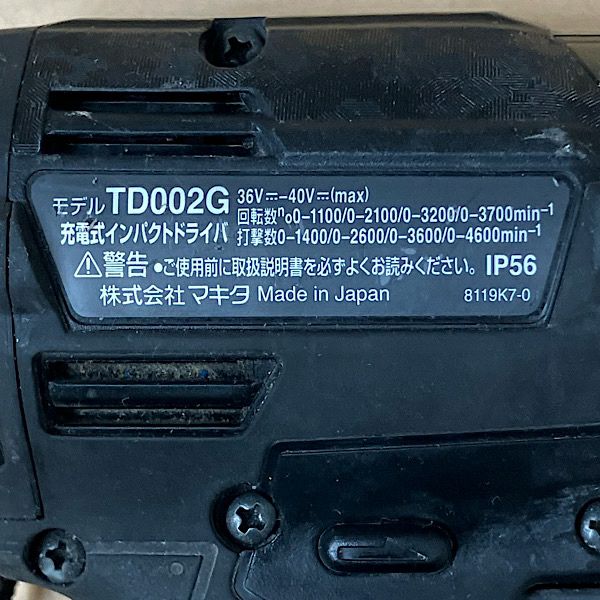 モデル TD002G 36V⎓-40V⎓(max)
回転数n₀0-1100/0-2100/0-3200/0-3700min⁻¹
充電式インパクトドライバ 打撃数0-1400/0-2600/0-3600/0-4600min⁻¹
⚠警告 •ご使用前に取扱説明書を必ずよくお読みください。 IP56
株式会社 マキタ Made in Japan 8119K7-0